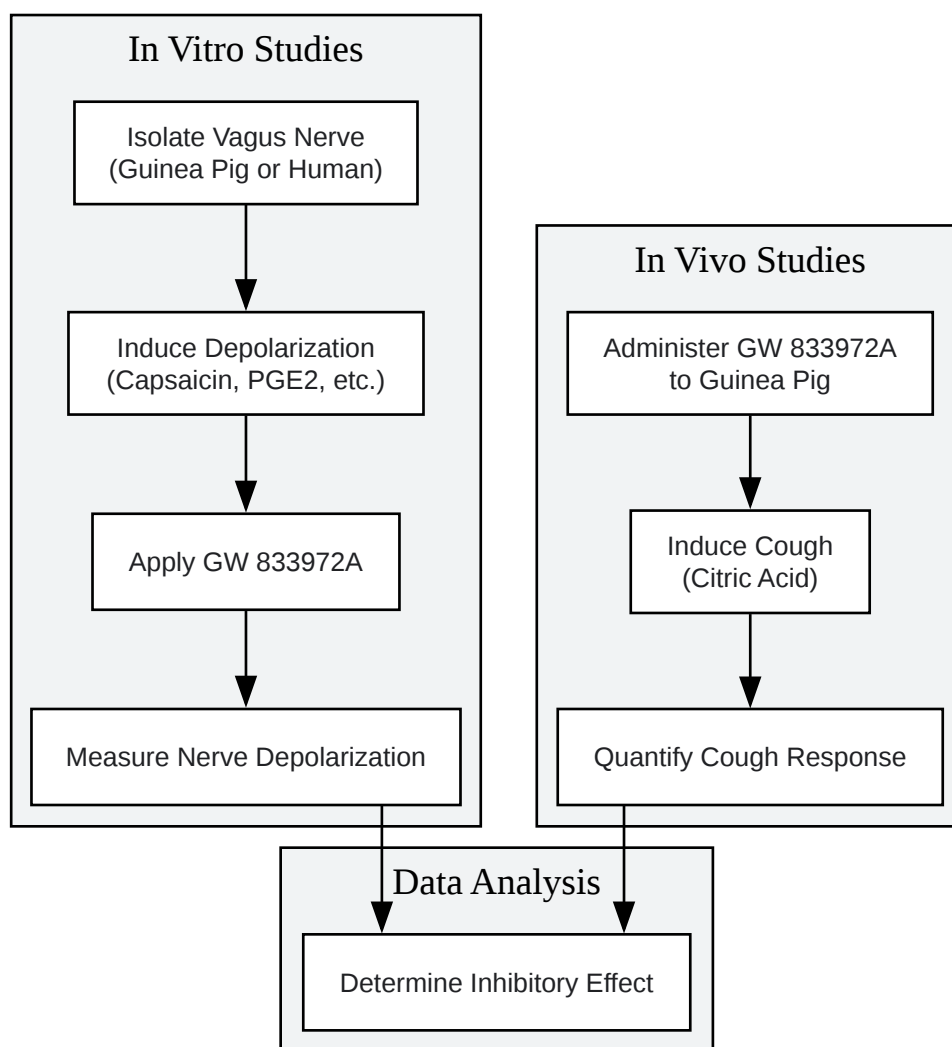 In Vitro Studies
Isolate Vagus Nerve
(Guinea Pig or Human)
Induce Depolarization
(Capsaicin, PGE2, etc.)
Apply GW 833972A
Measure Nerve Depolarization
In Vivo Studies
Administer GW 833972A
to Guinea Pig
Induce Cough
(Citric Acid)
Quantify Cough Response
Data Analysis
Determine Inhibitory Effect